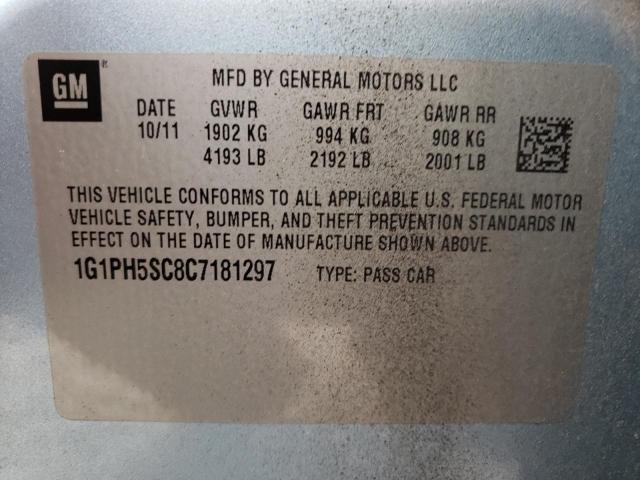 GM®
MFD BY GENERAL MOTORS LLC
DATE GVWR GAWR FRT GAWR RR
10/11 1902 KG 994 KG 908 KG
4193 LB 2192 LB 2001 LB
THIS VEHICLE CONFORMS TO ALL APPLICABLE U.S. FEDERAL MOTOR
VEHICLE SAFETY, BUMPER, AND THEFT PREVENTION STANDARDS IN
EFFECT ON THE DATE OF MANUFACTURE SHOWN ABOVE.
1G1PH5SC8C7181297 TYPE: PASS CAR